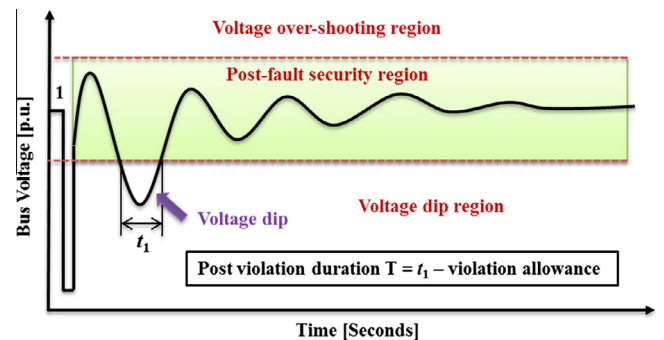 Voltage over-shooting region
Post-fault security region
1
Bus Voltage [p.u.]
Voltage dip region
Voltage dip
t₁
Post violation duration T = t₁ – violation allowance
Time [Seconds]